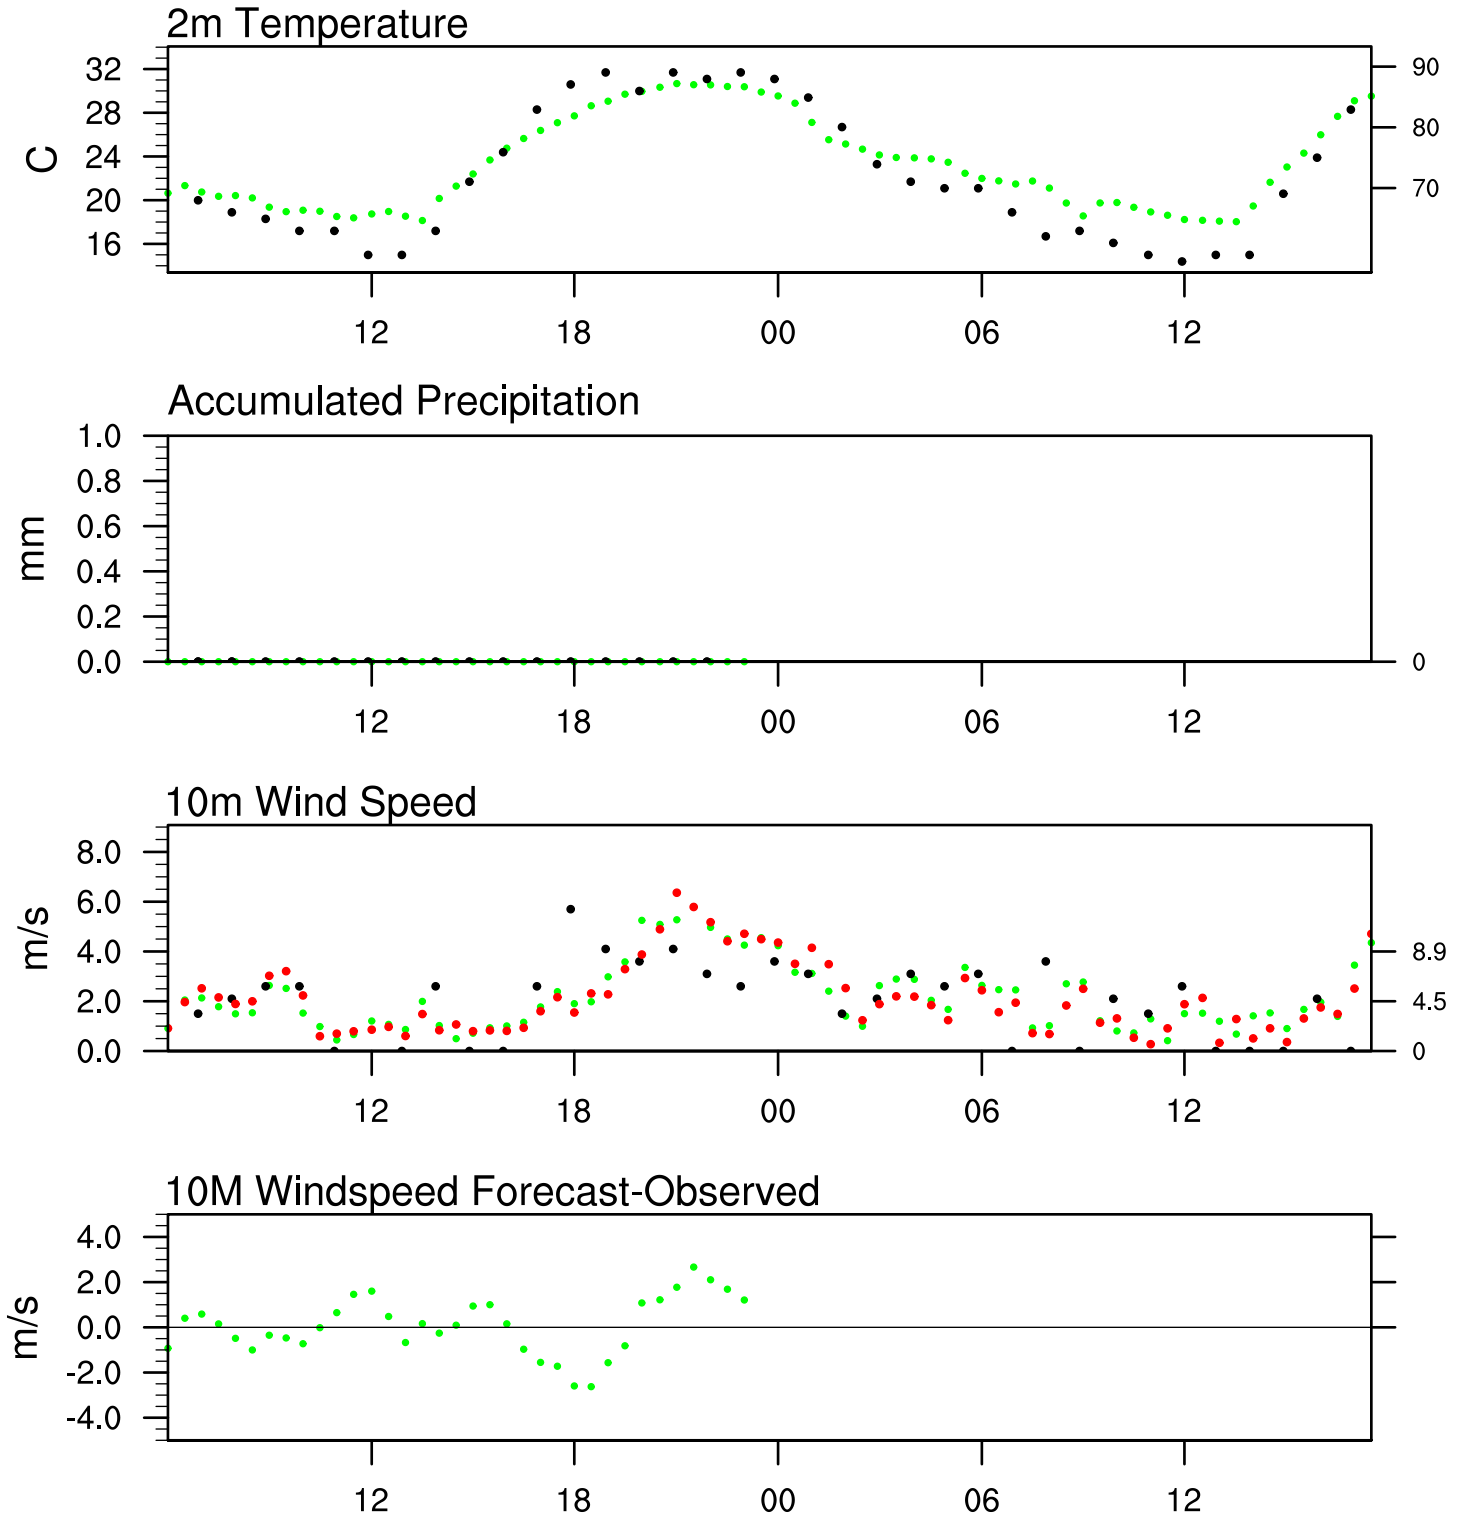 2m Temperature
32
28
24
20
16
C
90
80
70
12 18 00 06 12
Accumulated Precipitation
1.0
0.8
0.6
0.4
0.2
0.0
mm
0
12 18 00 06 12
10m Wind Speed
8.0
6.0
4.0
2.0
0.0
m/s
8.9
4.5
0
12 18 00 06 12
10M Windspeed Forecast-Observed
4.0
2.0
0.0
-2.0
-4.0
m/s
12 18 00 06 12